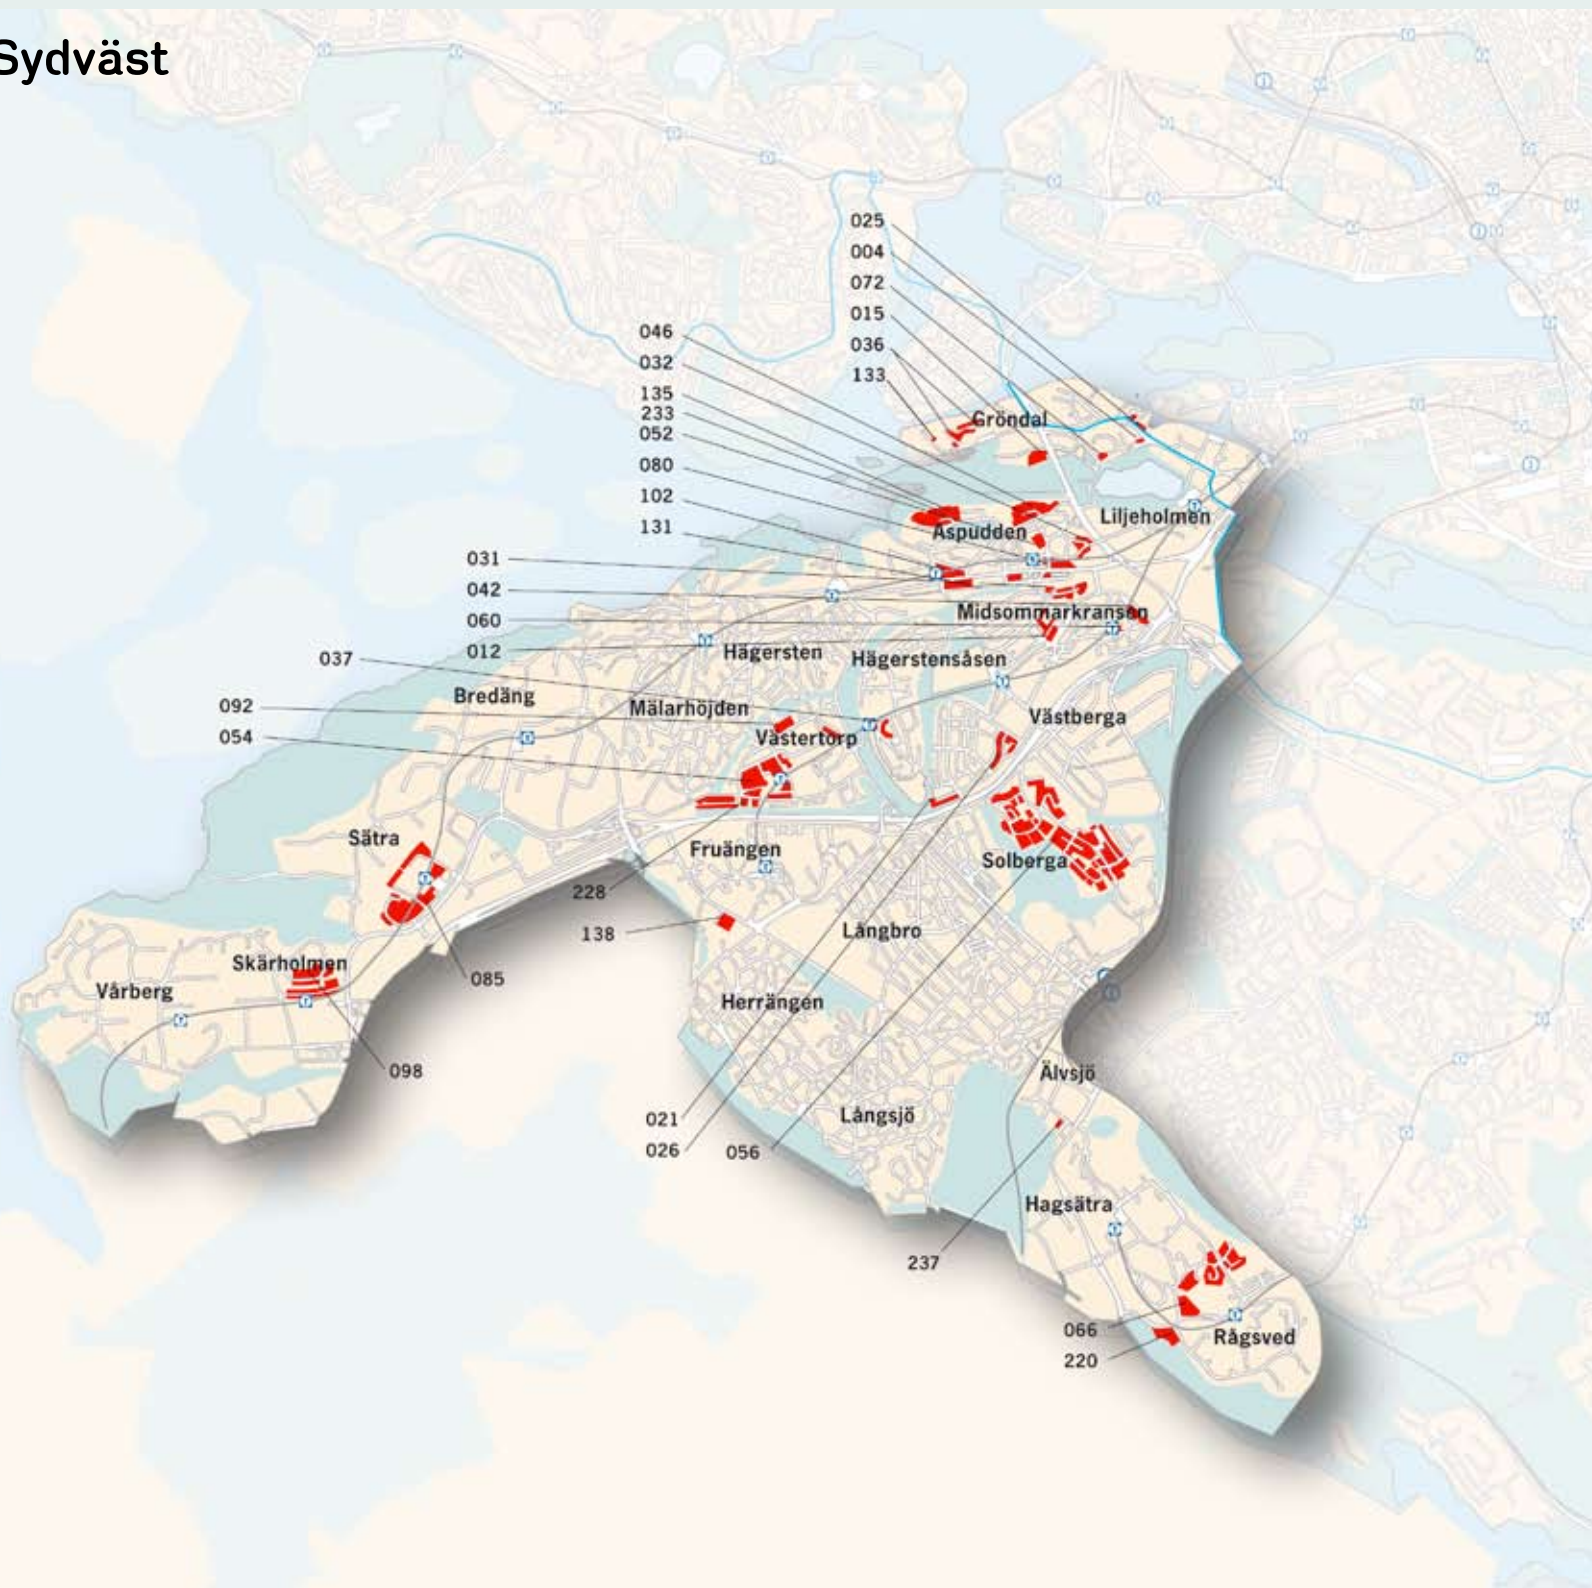 Sydväst
025
004
072
015
036
133
046
032
135
233
052
080
102
131
031
042
060
012
037
092
054
Gröndal
Liljeholmen
Aspudden
Midsommarkransen
Hägersten
Hägerstensåsen
Bredäng
Mälarhöjden
Västberga
Västertorp
Sätra
Fruängen
Solberga
228
138
Långbro
Skärholmen
085
Vårberg
Herrängen
098
Älvsjö
021
Långsjö
026
056
Hagsätra
237
066
Rågsved
220